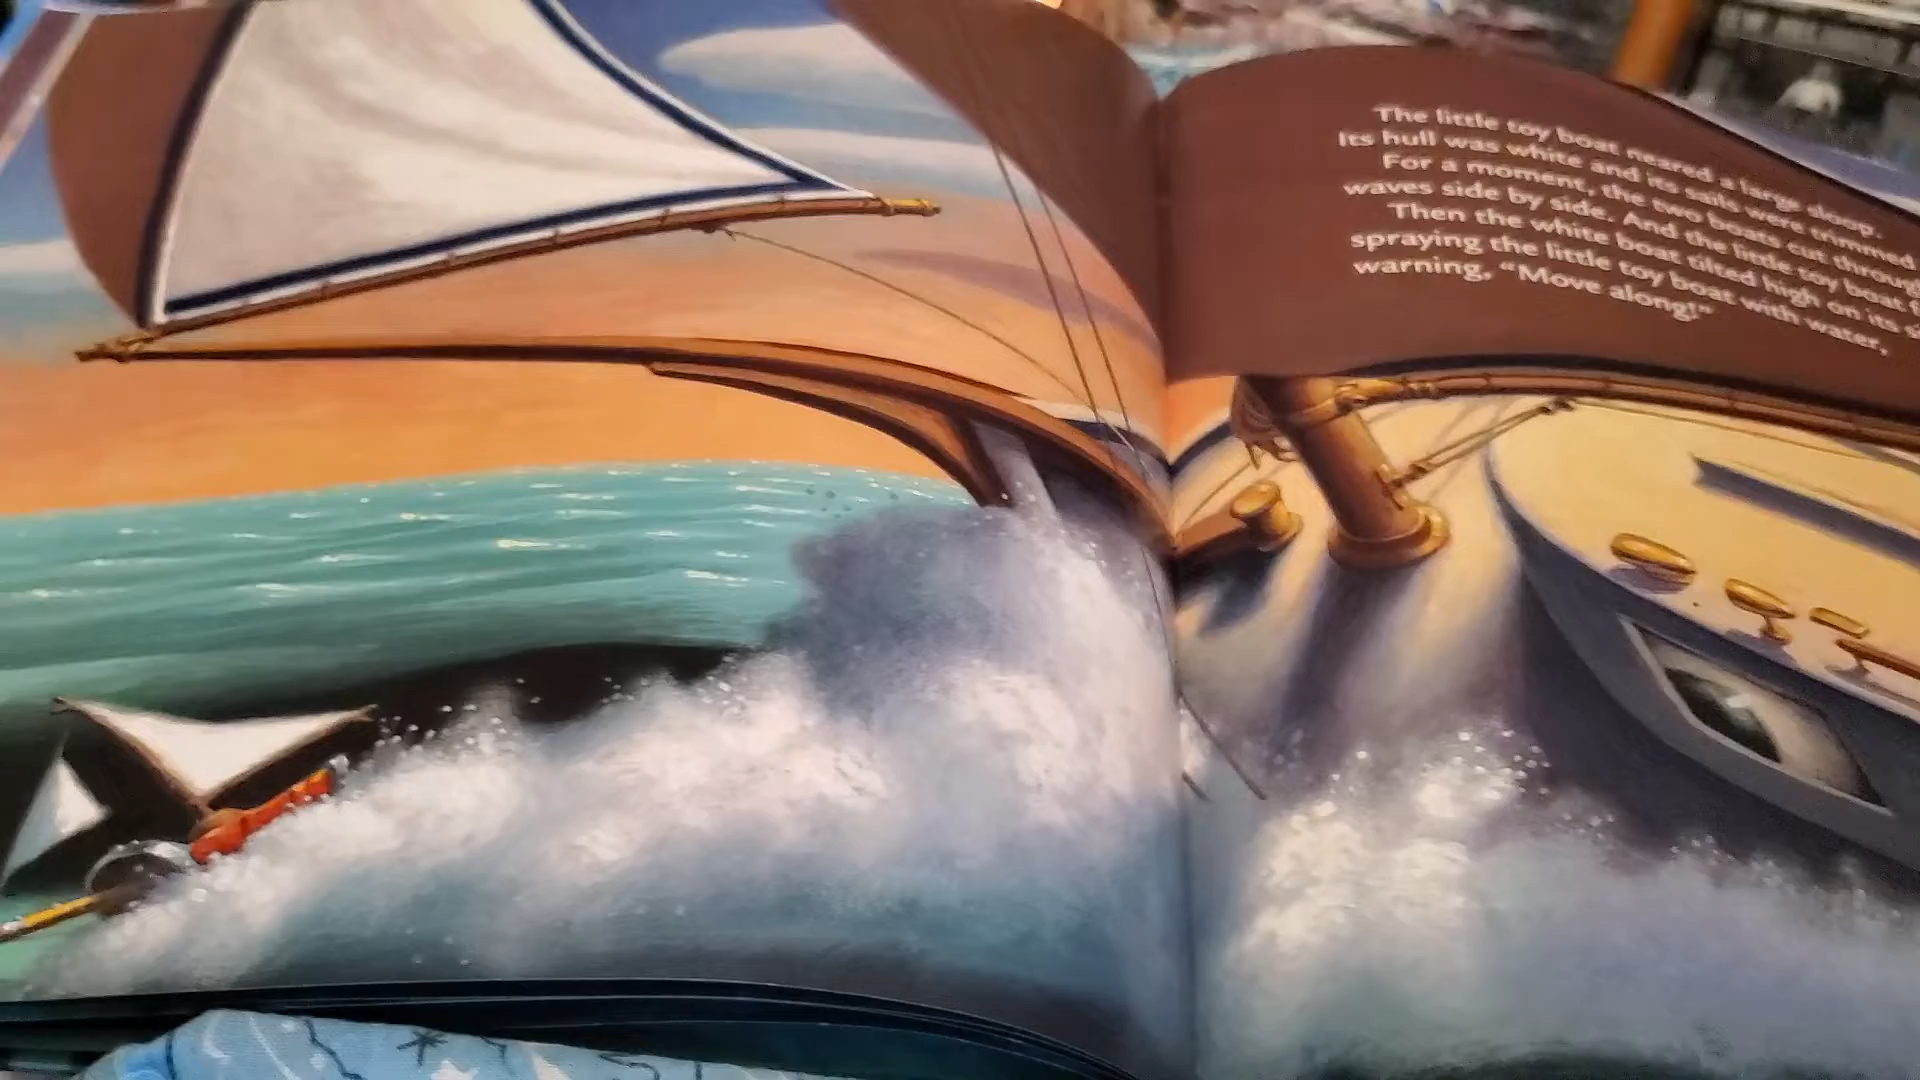 The little toy boat neared a large sloop.
Its hull was white and its sails were trimmed
For a moment, the two boats cut through
waves side by side. And the little toy boat f
Then the white boat tilted high on its si
spraying the little toy boat with water,
warning, “Move along!”